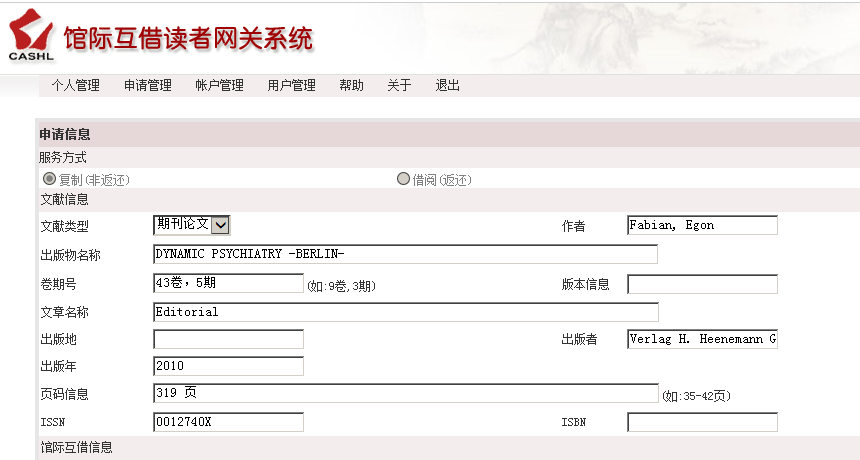 CASHL
馆际互借读者网关系统
个人管理 申请管理 帐户管理 用户管理 帮助 关于 退出
申请信息
服务方式
复制(非返还) 借阅(返还)
文献信息
文献类型 期刊论文 作者 Fabian, Egon
出版物名称 DYNAMIC PSYCHIATRY -BERLIN-
卷期号 43卷，5期 (如:9卷,3期) 版本信息
文章名称 Editorial
出版地 出版者 Verlag H. Heenemann G
出版年 2010
页码信息 319 页 (如:35-42页)
ISSN 0012740X ISBN
馆际互借信息